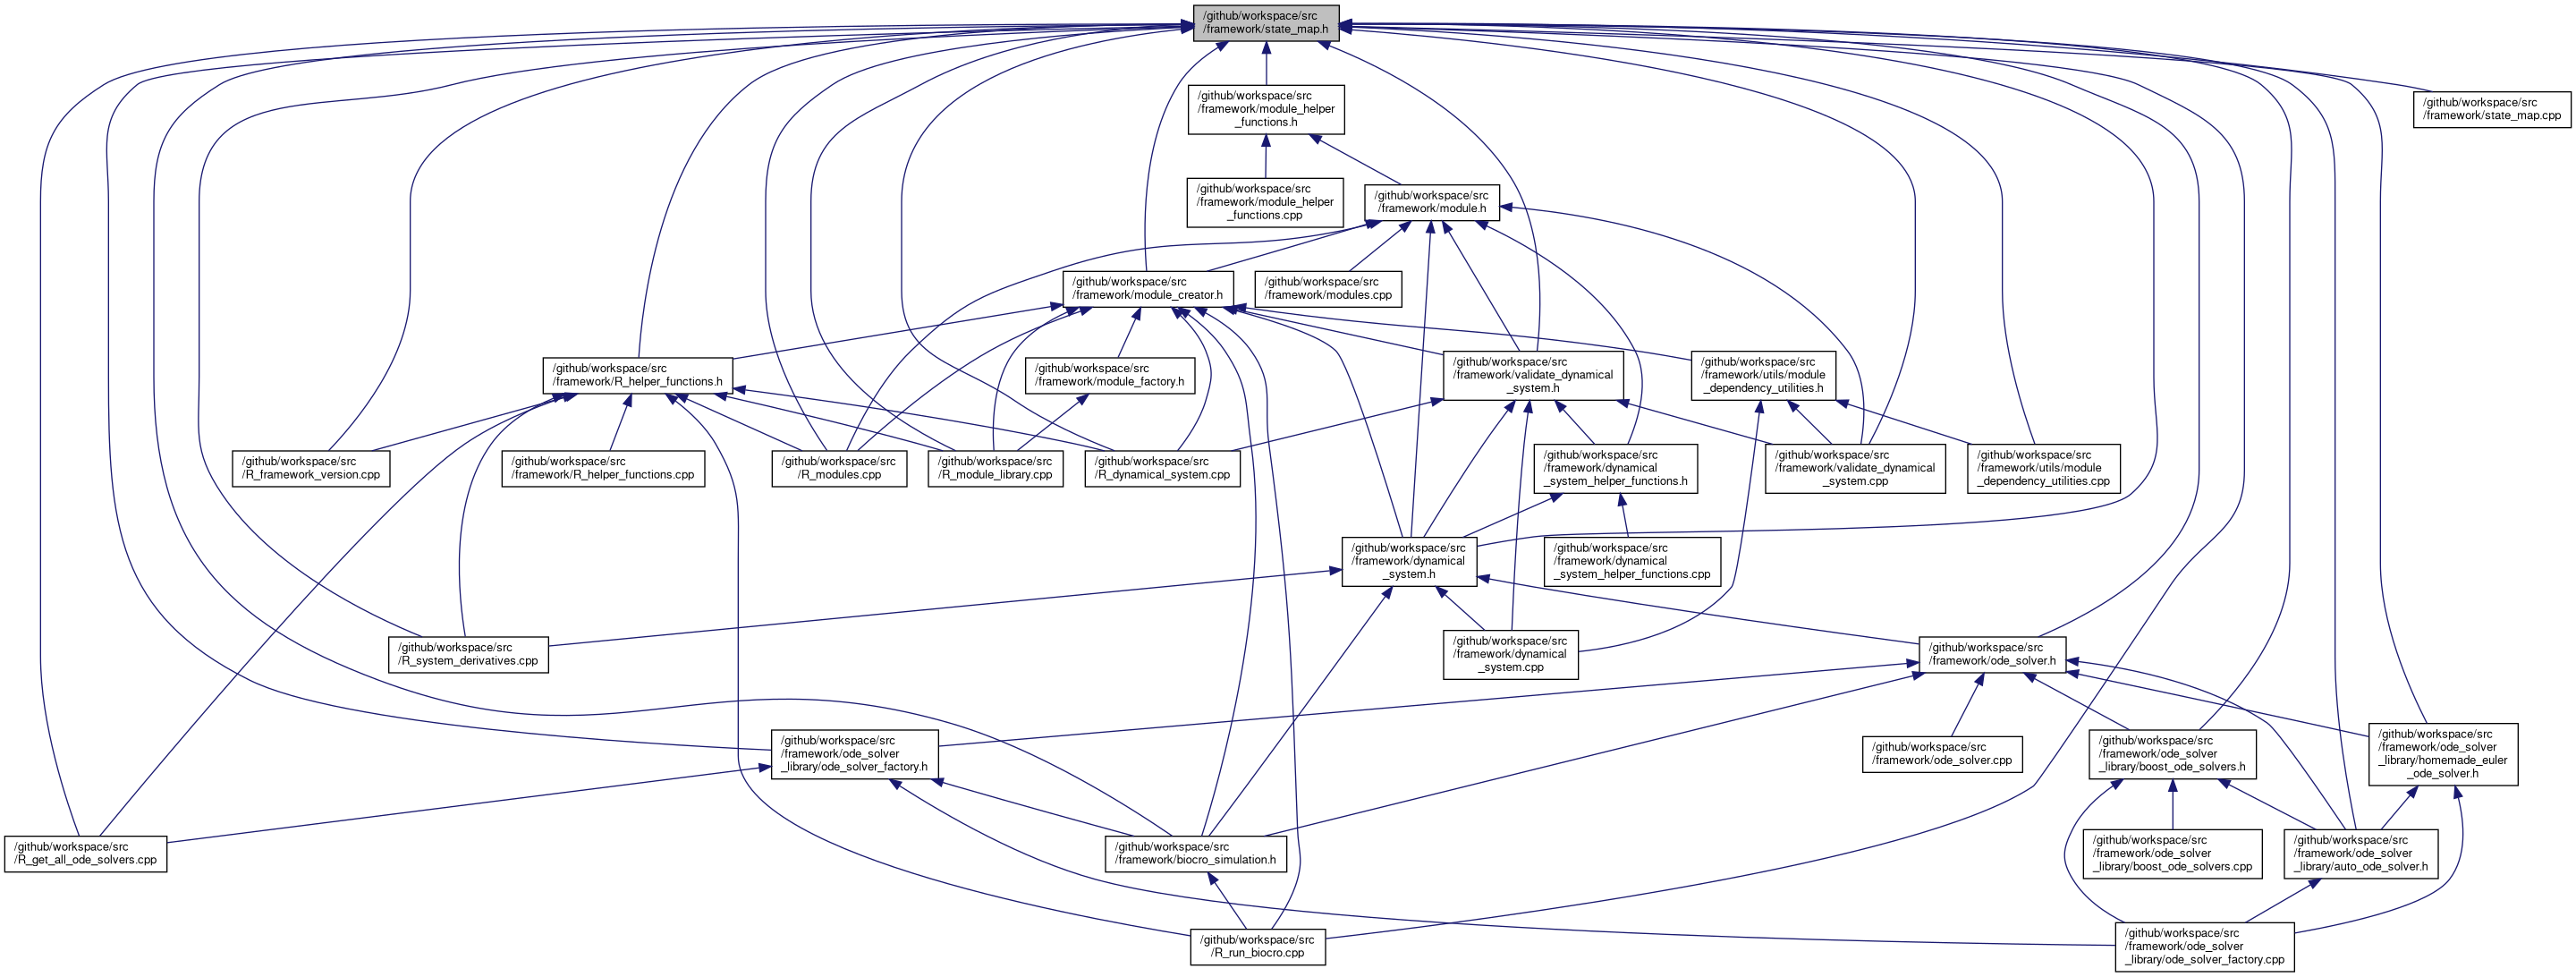 /github/workspace/src
/framework/state_map.h
/github/workspace/src
/framework/module_helper
_functions.h
/github/workspace/src
/framework/state_map.cpp
/github/workspace/src
/framework/module_helper
_functions.cpp
/github/workspace/src
/framework/module.h
/github/workspace/src
/framework/module_creator.h
/github/workspace/src
/framework/modules.cpp
/github/workspace/src
/framework/R_helper_functions.h
/github/workspace/src
/framework/module_factory.h
/github/workspace/src
/framework/validate_dynamical
_system.h
/github/workspace/src
/framework/utils/module
_dependency_utilities.h
/github/workspace/src
/R_framework_version.cpp
/github/workspace/src
/framework/R_helper_functions.cpp
/github/workspace/src
/R_modules.cpp
/github/workspace/src
/R_module_library.cpp
/github/workspace/src
/R_dynamical_system.cpp
/github/workspace/src
/framework/dynamical
_system_helper_functions.h
/github/workspace/src
/framework/validate_dynamical
_system.cpp
/github/workspace/src
/framework/utils/module
_dependency_utilities.cpp
/github/workspace/src
/framework/dynamical
_system.h
/github/workspace/src
/framework/dynamical
_system_helper_functions.cpp
/github/workspace/src
/R_system_derivatives.cpp
/github/workspace/src
/framework/dynamical
_system.cpp
/github/workspace/src
/framework/ode_solver.h
/github/workspace/src
/framework/ode_solver
_library/ode_solver_factory.h
/github/workspace/src
/framework/ode_solver.cpp
/github/workspace/src
/framework/ode_solver
_library/boost_ode_solvers.h
/github/workspace/src
/framework/ode_solver
_library/homemade_euler
_ode_solver.h
/github/workspace/src
/R_get_all_ode_solvers.cpp
/github/workspace/src
/framework/biocro_simulation.h
/github/workspace/src
/framework/ode_solver
_library/boost_ode_solvers.cpp
/github/workspace/src
/framework/ode_solver
_library/auto_ode_solver.h
/github/workspace/src
/R_run_biocro.cpp
/github/workspace/src
/framework/ode_solver
_library/ode_solver_factory.cpp